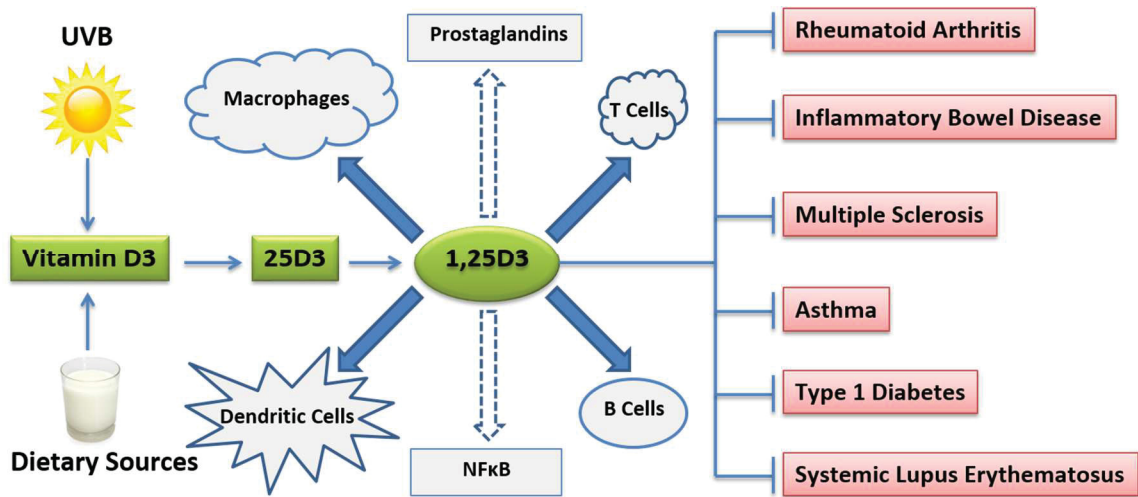 UVB
Macrophages
Prostaglandins
T Cells
Vitamin D3
25D3
1,25D3
Dietary Sources
Dendritic Cells
NFκB
B Cells
Rheumatoid Arthritis
Inflammatory Bowel Disease
Multiple Sclerosis
Asthma
Type 1 Diabetes
Systemic Lupus Erythematosus